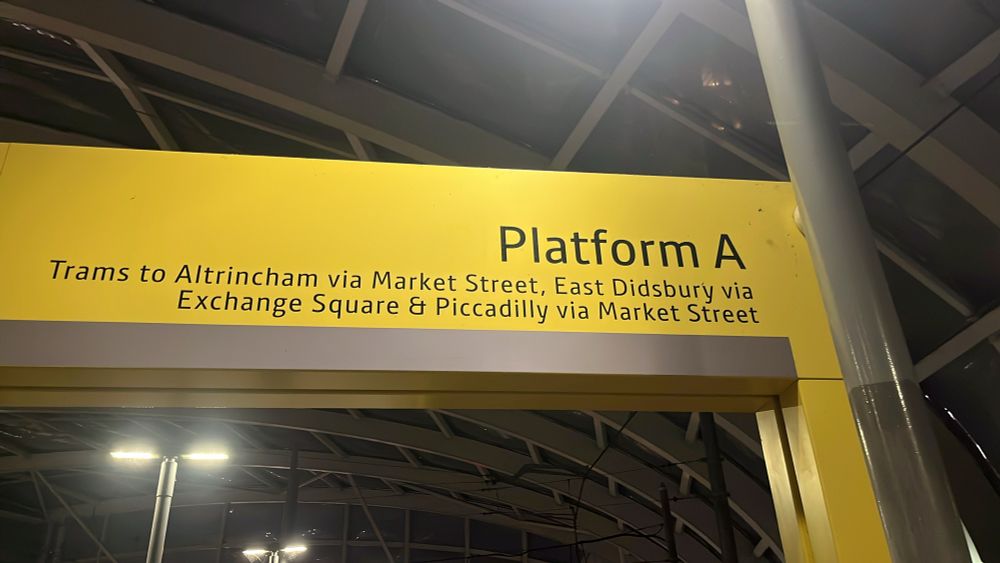 Platform A
Trams to Altrincham via Market Street, East Didsbury via
Exchange Square & Piccadilly via Market Street